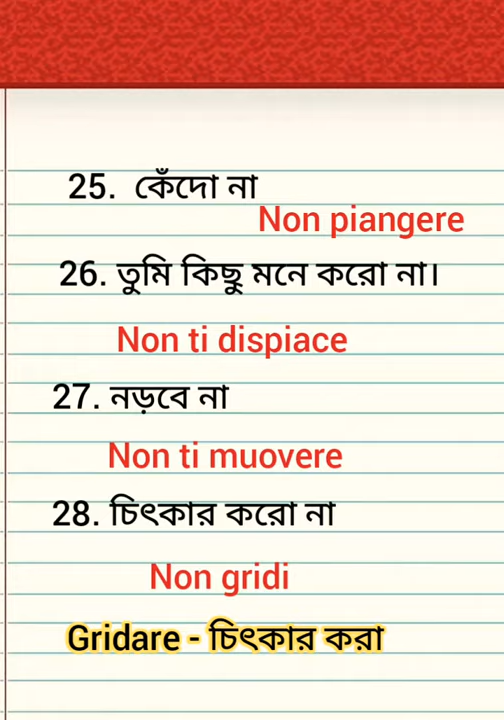 25. কেঁদো না
Non piangere
26. তুমি কিছু মনে করো না।
Non ti dispiace
27. নড়বে না
Non ti muovere
28. চিৎকার করো না
Non gridi
Gridare - চিৎকার করা